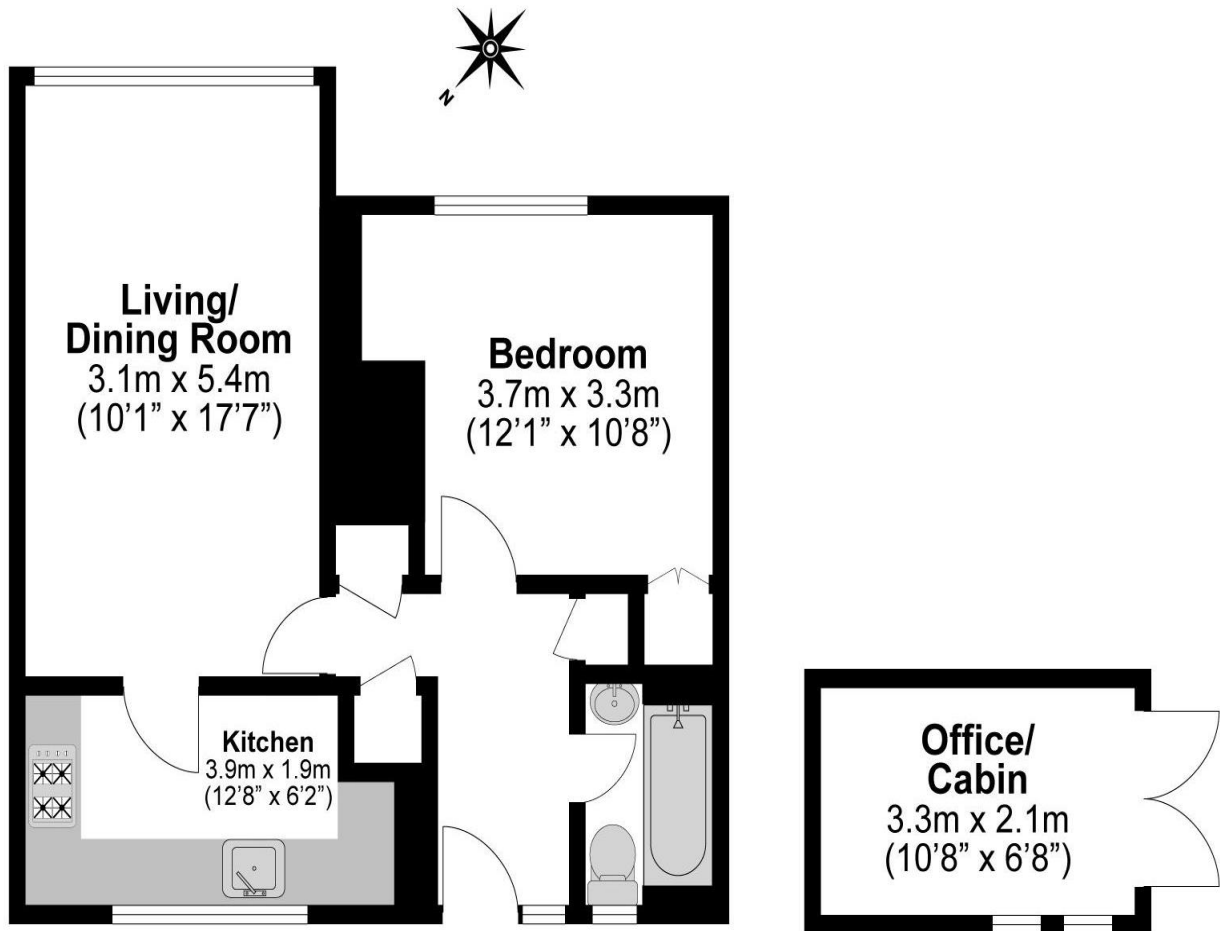 N
Living/
Dining Room
3.1m x 5.4m
(10’1” x 17’7”)
Bedroom
3.7m x 3.3m
(12’1” x 10’8”)
Kitchen
3.9m x 1.9m
(12’8” x 6’2”)
Office/
Cabin
3.3m x 2.1m
(10’8” x 6’8”)